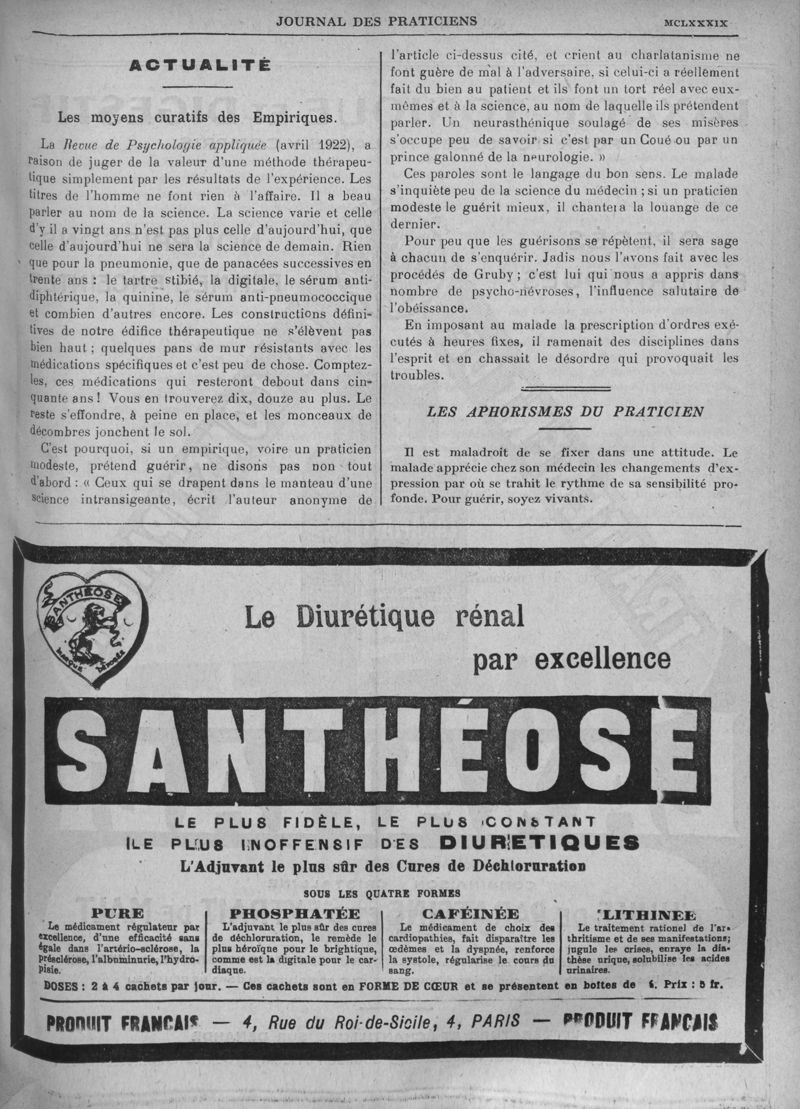 JOURNAL DES PRATICIENS
MCLXXXIX
ACTUALITÉ
Les moyens curatifs des Empiriques.
La Revue de Psychologie appliquée (avril 1922), a
raison de juger de la valeur d'une méthode thérapeu-
tique simplement par les résultats de l'expérience. Les
titres de l'homme ne font rien à l'affaire. Il a beau
parler au nom de la science. La science varie et celle
d'y il a vingt ans n'est pas plus celle d'aujourd'hui, que
celle d'aujourd'hui ne sera la science de demain. Rien
que pour la pneumonie, que de panacées successives en
trente ans : le tartre stibié, la digitale, le sérum anti-
diphtérique, la quinine, le sérum anti-pneumococcique
et combien d'autres encore. Les constructions défini-
tives de notre édifice thérapeutique ne s'élèvent pas
bien haut ; quelques pans de mur résistants avec les
médications spécifiques et c'est peu de chose. Comptez-
les, ces médications qui resteront debout dans cin-
quante ans ! Vous en trouverez dix, douze au plus. Le
reste s'effondre, à peine en place, et les monceaux de
décombres jonchent le sol.
C'est pourquoi, si un empirique, voire un praticien
modeste, prétend guérir, ne disons pas non tout
d'abord : « Ceux qui se drapent dans le manteau d'une
science intransigeante, écrit l'auteur anonyme de
l'article ci-dessus cité, et crient au charlatanisme ne
font guère de mal à l'adversaire, si celui-ci a réellement
fait du bien au patient et ils font un tort réel avec eux-
mêmes et à la science, au nom de laquelle ils prétendent
parler. Un neurasthénique soulagé de ses misères
s'occupe peu de savoir si c'est par un Coué ou par un
prince galonné de la neurologie. »
Ces paroles sont le langage du bon sens. Le malade
s'inquiète peu de la science du médecin ; si un praticien
modeste le guérit mieux, il chantera la louange de ce
dernier.
Pour peu que les guérisons se répètent, il sera sage
à chacun de s'enquérir. Jadis nous l'avons fait avec les
procédés de Gruby ; c'est lui qui nous a appris dans
nombre de psycho-névroses, l'influence salutaire de
l'obéissance.
En imposant au malade la prescription d'ordres exé-
cutés à heures fixes, il ramenait des disciplines dans
l'esprit et en chassait le désordre qui provoquait les
troubles.
LES APHORISMES DU PRATICIEN
Il est maladroit de se fixer dans une attitude. Le
malade apprécie chez son médecin les changements d'ex-
pression par où se trahit le rythme de sa sensibilité pro-
fonde. Pour guérir, soyez vivants.
SANTHÉOSE
MARQUE DÉPOSÉE
Le Diurétique rénal
par excellence
SANTHÉOSE
LE PLUS FIDÈLE, LE PLUS CONSTANT
LE PLUS INOFFENSIF DES DIURETIQUES
L'Adjuvant le plus sûr des Cures de Déchloruration
SOUS LES QUATRE FORMES
PURE
Le médicament régulateur par
excellence, d'une efficacité sans
égale dans l'artério-sclérose, la
présclérose, l'albuminurie, l'hydro-
pisie.
PHOSPHATÉE
L'adjuvant le plus sûr des cures
de déchloruration, le remède le
plus héroïque pour le brightique,
comme est la digitale pour le car-
diaque.
CAFÉINÉE
Le médicament de choix des
cardiopathies, fait disparaître les
œdèmes et la dyspnée, renforce
la systole, régularise le cours du
sang.
LITHINEE
Le traitement rationel de l'ar-
thritisme et de ses manifestations;
jugule les crises, enraye la dia-
thèse urique, solubilise les acides
urinaires.
DOSES : 2 à 4 cachets par jour. — Ces cachets sont en FORME DE CŒUR et se présentent en boîtes de Prix : 5 fr.
PRODUIT FRANCAIS — 4, Rue du Roi-de-Sicile, 4, PARIS — PRODUIT FRANCAIS